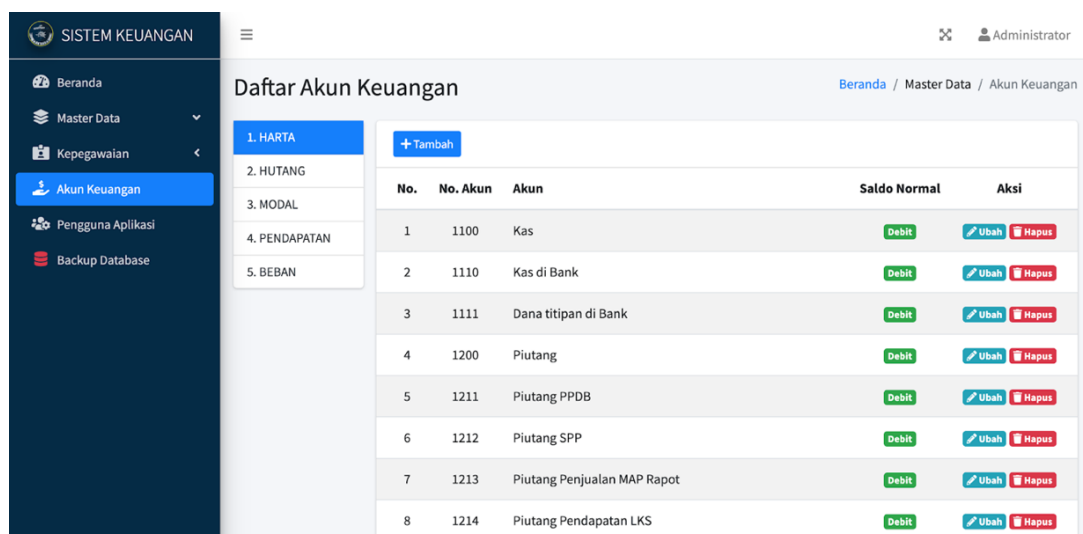 SISTEM KEUANGAN
Administrator
Beranda
Master Data
Kepegawaian
Akun Keuangan
Pengguna Aplikasi
Backup Database
Daftar Akun Keuangan
Beranda / Master Data / Akun Keuangan
1. HARTA
2. HUTANG
3. MODAL
4. PENDAPATAN
5. BEBAN
+ Tambah
No. No. Akun Akun Saldo Normal Aksi
1 1100 Kas Debit Ubah Hapus
2 1110 Kas di Bank Debit Ubah Hapus
3 1111 Dana titipan di Bank Debit Ubah Hapus
4 1200 Piutang Debit Ubah Hapus
5 1211 Piutang PPDB Debit Ubah Hapus
6 1212 Piutang SPP Debit Ubah Hapus
7 1213 Piutang Penjualan MAP Rapot Debit Ubah Hapus
8 1214 Piutang Pendapatan LKS Debit Ubah Hapus